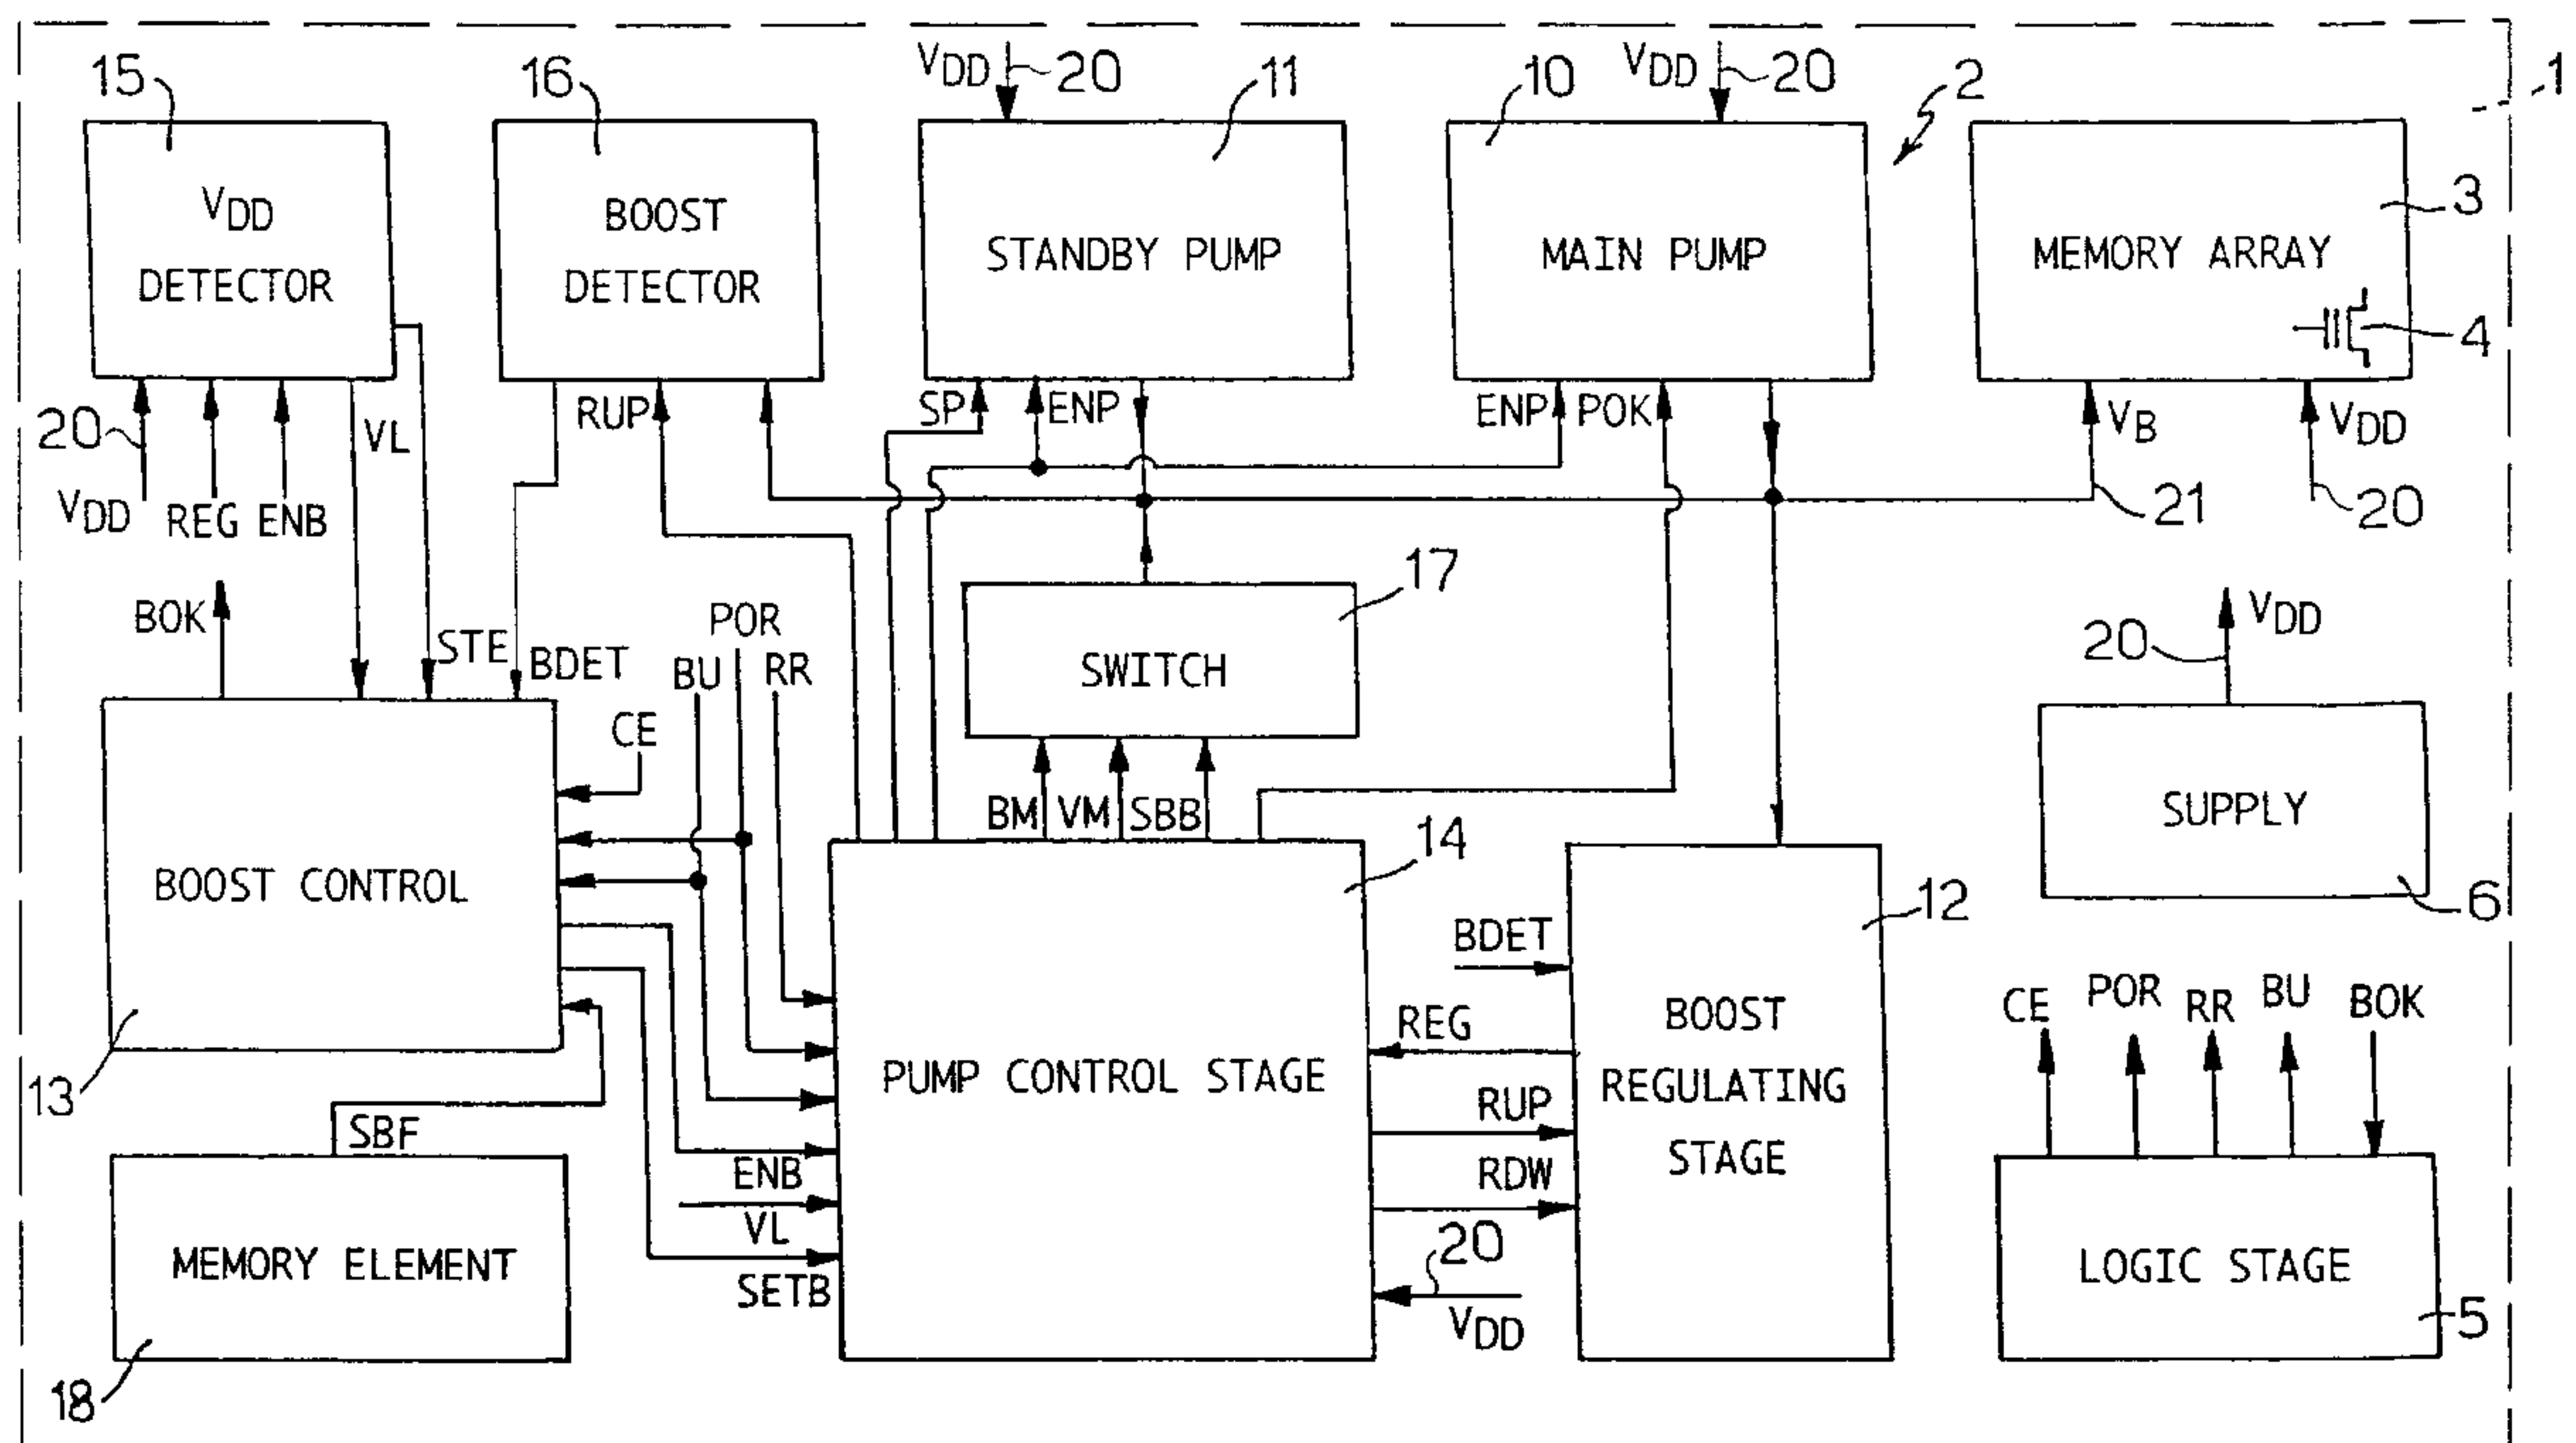 VDD 20 VDD 20
15 16 11 10 2 1
VDD
DETECTOR
BOOST
DETECTOR
STANDBY PUMP
MAIN PUMP
MEMORY ARRAY
3
4
20 VL RUP SP ENP ENP POK VB VDD
VDD REG ENB 21 20
BOK STE BDET POR
BU RR
CE
17
SWITCH
20 VDD
BM VM SBB
BOOST CONTROL
13
14
SUPPLY
6
12
BDET
REG
RUP
RDW
20
VDD
BOOST
REGULATING
STAGE
PUMP CONTROL STAGE
CE POR RR BU BOK
SBF
ENB
VL
SETB
MEMORY ELEMENT
18
LOGIC STAGE
5